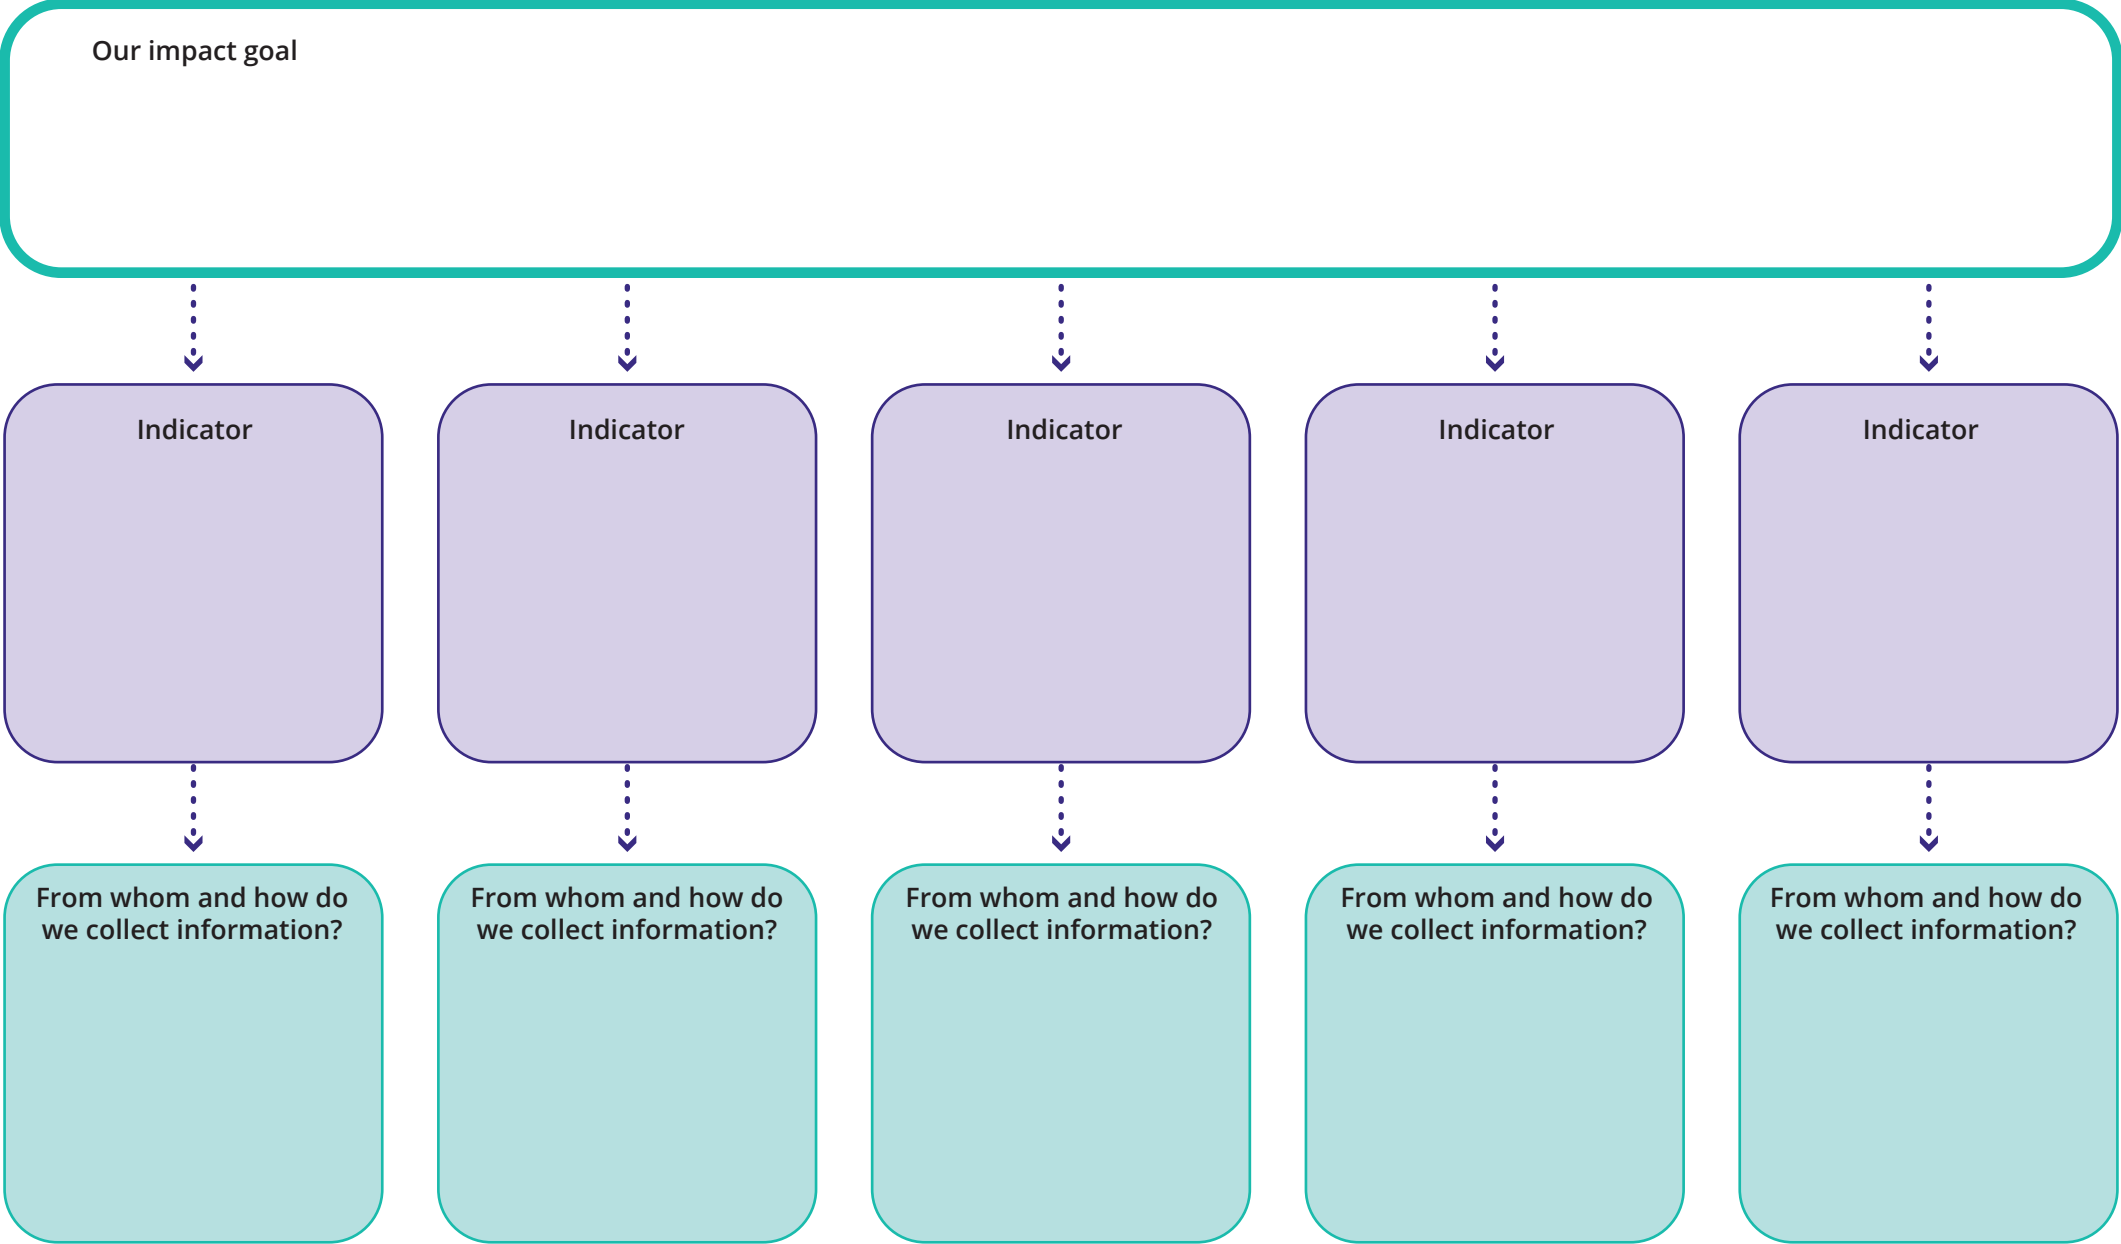 Our impact goal
Indicator
Indicator
Indicator
Indicator
Indicator
From whom and how do
we collect information?
From whom and how do
we collect information?
From whom and how do
we collect information?
From whom and how do
we collect information?
From whom and how do
we collect information?